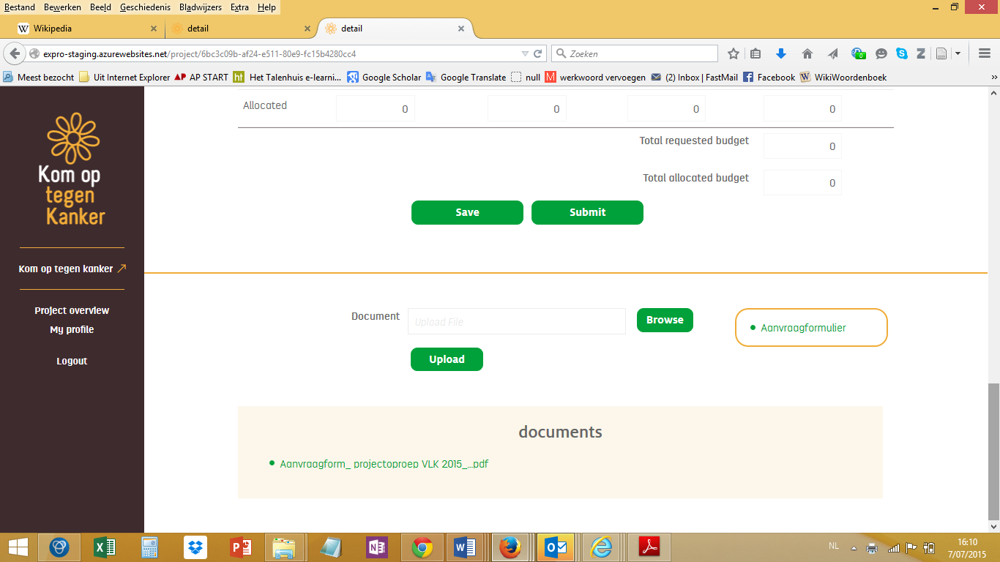 Bestand Bewerken Beeld Geschiedenis Bladwijzers Extra Help
Wikipedia detail detail
expro-staging.azurewebsites.net/project/6bc3c09b-af24-e511-80e9-fc15b4280cc4 Zoeken
Meest bezocht Uit Internet Explorer AP START Het Talenhuis e-learni... Google Scholar Google Translate null werkwoord vervoegen (2) Inbox | FastMail Facebook WikiWoordenboek
Kom op
tegen
Kanker
Kom op tegen kanker
Project overview
My profile
Logout
Allocated 0 0 0 0
Total requested budget 0
Total allocated budget 0
Save Submit
Document Upload File Browse
Aanvraagformulier
Upload
documents
Aanvraagform_ projectoproep VLK 2015_...pdf
NL 16:10
7/07/2015